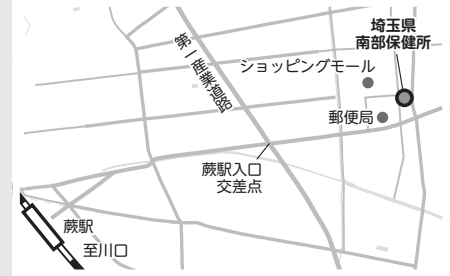 埼玉県
南部保健所
ショッピングモール
第一産業道路
郵便局
蕨駅入口
交差点
蕨駅
至川口